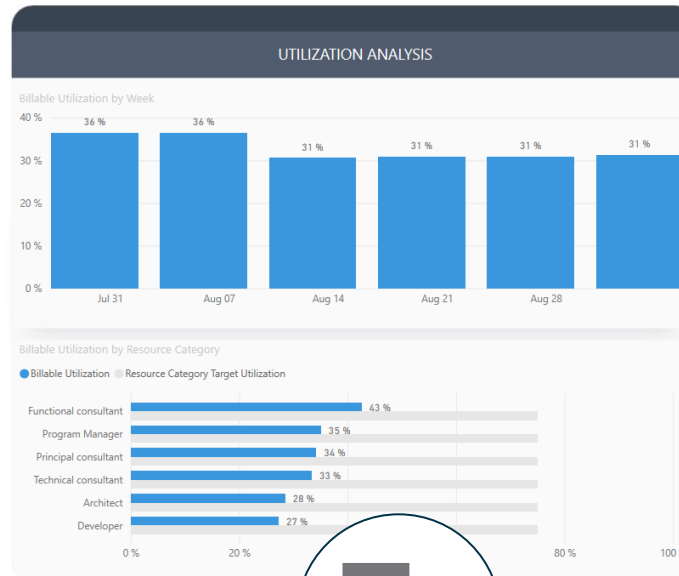 UTILIZATION ANALYSIS
Billable Utilization by Week
40 %
36 %
36 %
31 %
31 %
31 %
31 %
30 %
20 %
10 %
0 %
Jul 31
Aug 07
Aug 14
Aug 21
Aug 28
Billable Utilization by Resource Category
Billable Utilization Resource Category Target Utilization
Functional consultant 43 %
Program Manager 35 %
Principal consultant 34 %
Technical consultant 33 %
Architect 28 %
Developer 27 %
0 % 20 % 80 % 100